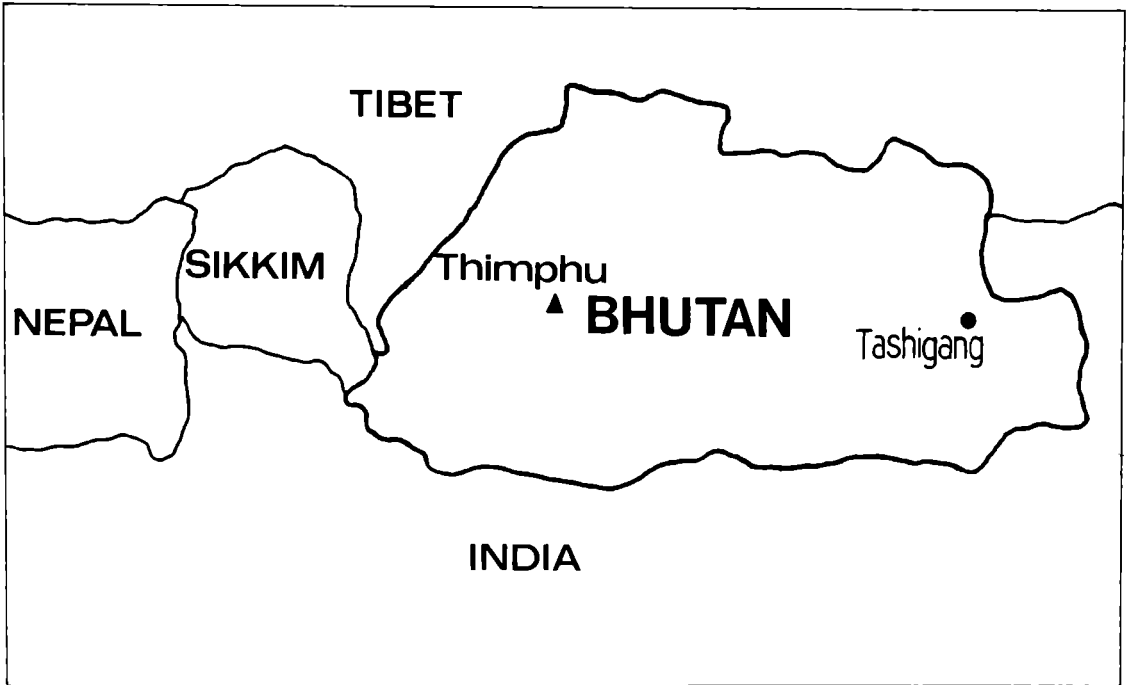 TIBET
SIKKIM
Thimphu
NEPAL
BHUTAN
Tashigang
INDIA